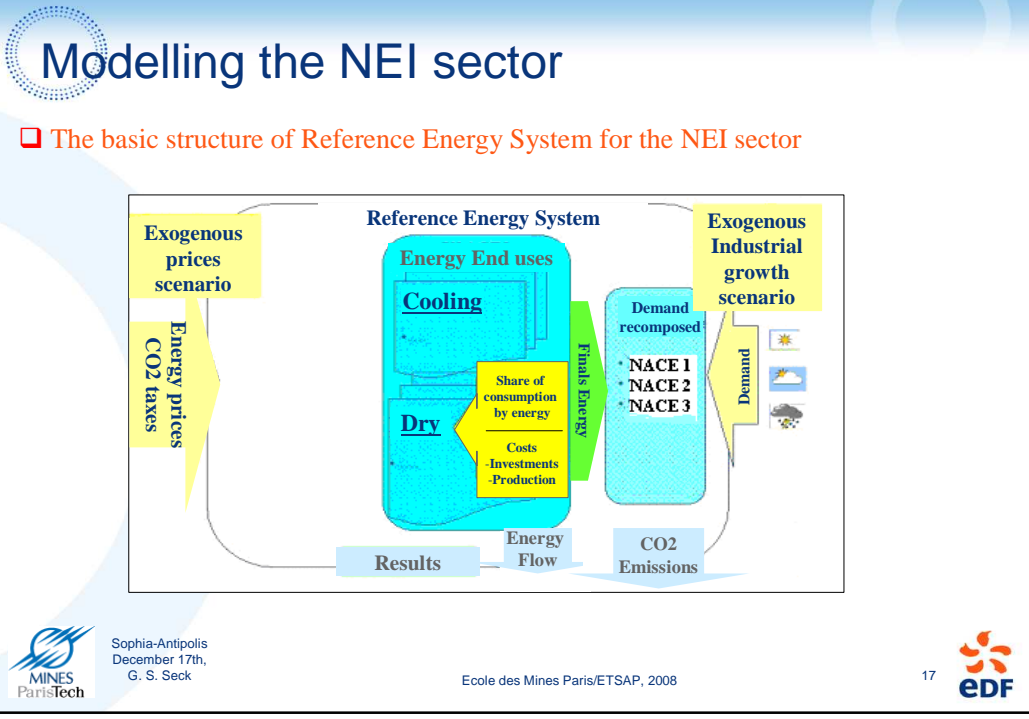 Modelling the NEI sector
The basic structure of Reference Energy System for the NEI sector
Reference Energy System
Exogenous
prices
scenario
Energy prices
CO2 taxes
Energy End uses
Cooling
Dry
Share of
consumption
by energy
Costs
-Investments
-Production
Finals Energy
Demand
recomposed
NACE 1
NACE 2
NACE 3
Exogenous
Industrial
growth
scenario
Demand
Results
Energy
Flow
CO2
Emissions
MINES
ParisTech
Sophia-Antipolis
December 17th,
G. S. Seck
Ecole des Mines Paris/ETSAP, 2008
17
eDF